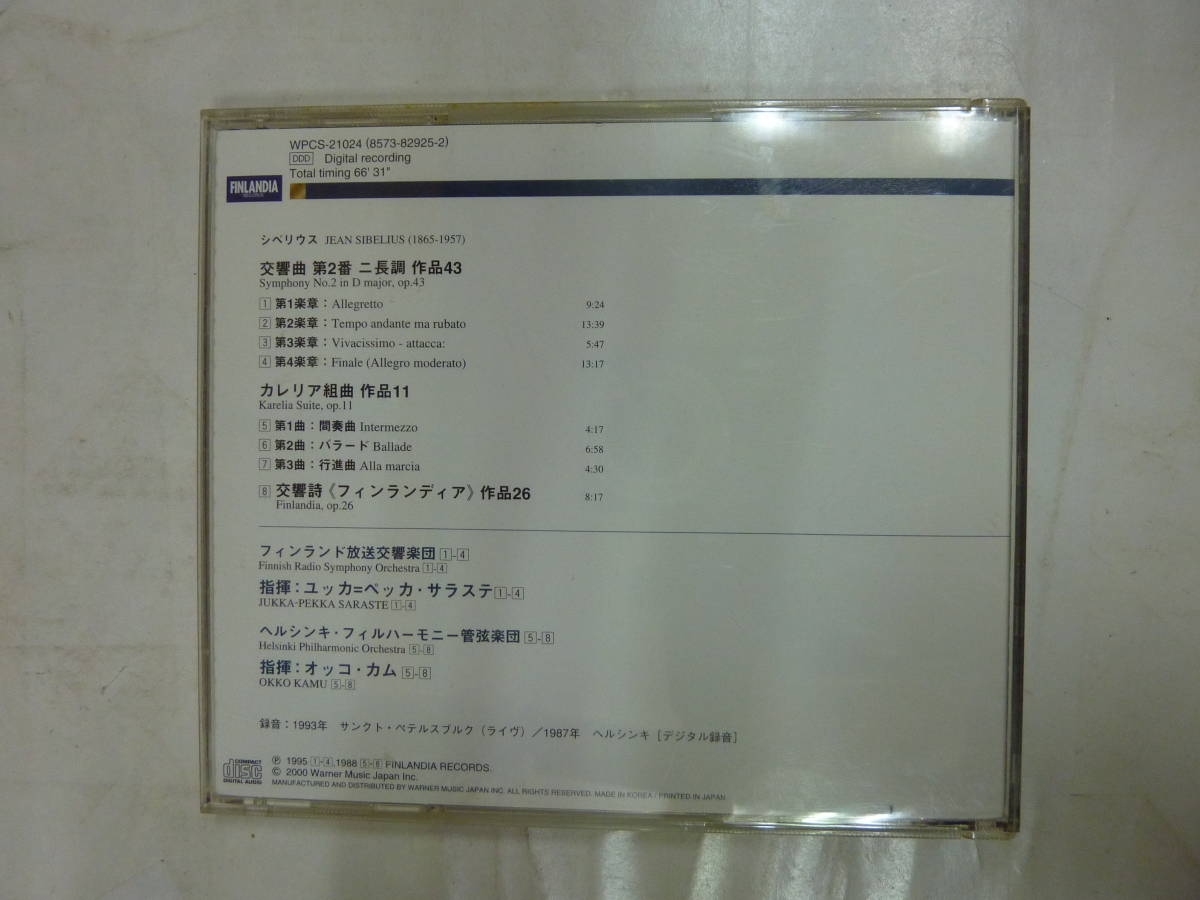 WPCS-21024 (8573-82925-2)
DDD Digital recording
Total timing 66' 31"
FINLANDIA
RECORDS
シベリウス JEAN SIBELIUS (1865-1957)
交響曲 第2番 ニ長調 作品43
Symphony No.2 in D major, op.43
1 第1楽章：Allegretto 9:24
2 第2楽章：Tempo andante ma rubato 13:39
3 第3楽章：Vivacissimo - attacca: 5:47
4 第4楽章：Finale (Allegro moderato) 13:17
カレリア組曲 作品11
Karelia Suite, op.11
5 第1曲：間奏曲 Intermezzo 4:17
6 第2曲：バラード Ballade 6:58
7 第3曲：行進曲 Alla marcia 4:30
8 交響詩《フィンランディア》作品26 8:17
Finlandia, op.26
フィンランド放送交響楽団 1-4
Finnish Radio Symphony Orchestra 1-4
指揮：ユッカ=ペッカ・サラステ 1-4
JUKKA-PEKKA SARASTE 1-4
ヘルシンキ・フィルハーモニー管弦楽団 5-8
Helsinki Philharmonic Orchestra 5-8
指揮：オッコ・カム 5-8
OKKO KAMU 5-8
録音：1993年 サンクト・ペテルスブルク（ライヴ）／1987年 ヘルシンキ［デジタル録音］
COMPACT
disc
DIGITAL AUDIO
℗ 1995 1-4, 1988 5-8 FINLANDIA RECORDS.
© 2000 Warner Music Japan Inc.
MANUFACTURED AND DISTRIBUTED BY WARNER MUSIC JAPAN INC. ALL RIGHTS RESERVED. MADE IN KOREA / PRINTED IN JAPAN